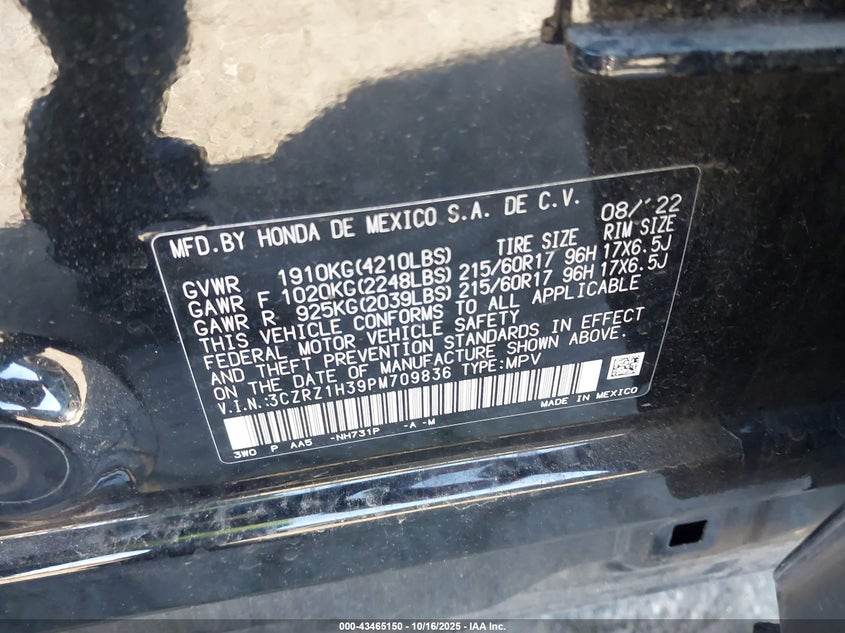 MFD.BY HONDA DE MEXICO S.A. DE C.V. 08/'22
GVWR 1910KG(4210LBS) TIRE SIZE RIM SIZE
GAWR F 1020KG(2248LBS) 215/60R17 96H 17X6.5J
GAWR R 925KG(2039LBS) 215/60R17 96H 17X6.5J
THIS VEHICLE CONFORMS TO ALL APPLICABLE
FEDERAL MOTOR VEHICLE SAFETY
AND THEFT PREVENTION STANDARDS IN EFFECT
ON THE DATE OF MANUFACTURE SHOWN ABOVE.
V.I.N.:3CZRZ1H39PM709836 TYPE:MPV
MADE IN MEXICO
3W0 P AA5 -NH731P -A -M
000-43465150 - 10/16/2025 - IAA Inc.